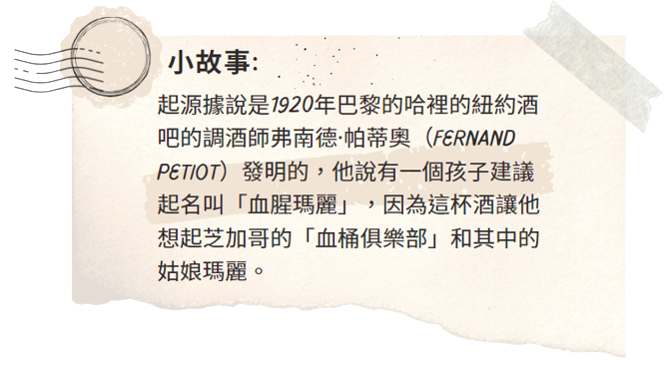 小故事:
起源據說是1920年巴黎的哈裡的紐約酒
吧的調酒師弗南德·帕蒂奧（FERNAND
PETIOT）發明的，他說有一個孩子建議
起名叫「血腥瑪麗」，因為這杯酒讓他
想起芝加哥的「血桶俱樂部」和其中的
姑娘瑪麗。